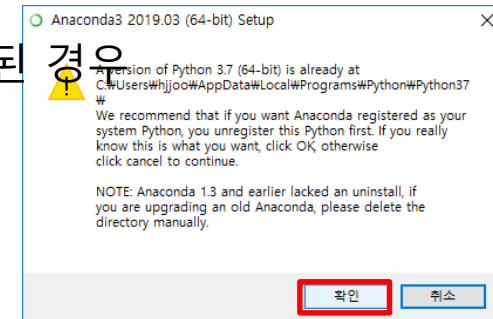 Anaconda3 2019.03 (64-bit) Setup
된 경우
A version of Python 3.7 (64-bit) is already at
C:₩Users₩hjjoo₩AppData₩Local₩Programs₩Python₩Python37
₩
We recommend that if you want Anaconda registered as your
system Python, you unregister this Python first. If you really
know this is what you want, click OK, otherwise
click cancel to continue.
NOTE: Anaconda 1.3 and earlier lacked an uninstall, if
you are upgrading an old Anaconda, please delete the
directory manually.
확인
취소